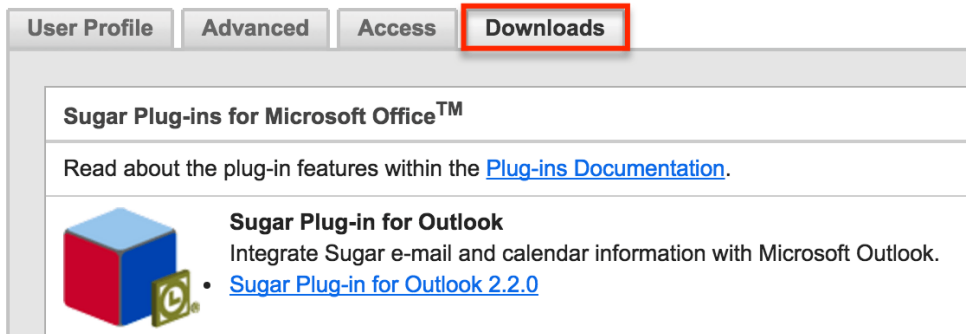 User Profile Advanced Access Downloads
Sugar Plug-ins for Microsoft Office™
Read about the plug-in features within the Plug-ins Documentation.
Sugar Plug-in for Outlook
Integrate Sugar e-mail and calendar information with Microsoft Outlook.
• Sugar Plug-in for Outlook 2.2.0